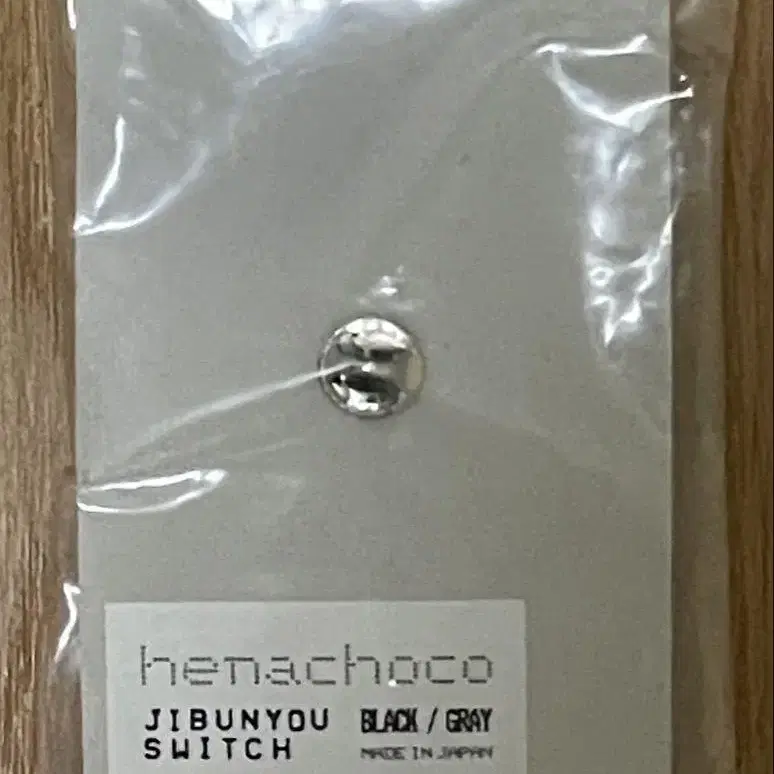 henachoco
JIBUNYOU BLACK / GRAY
SWITCH MADE IN JAPAN